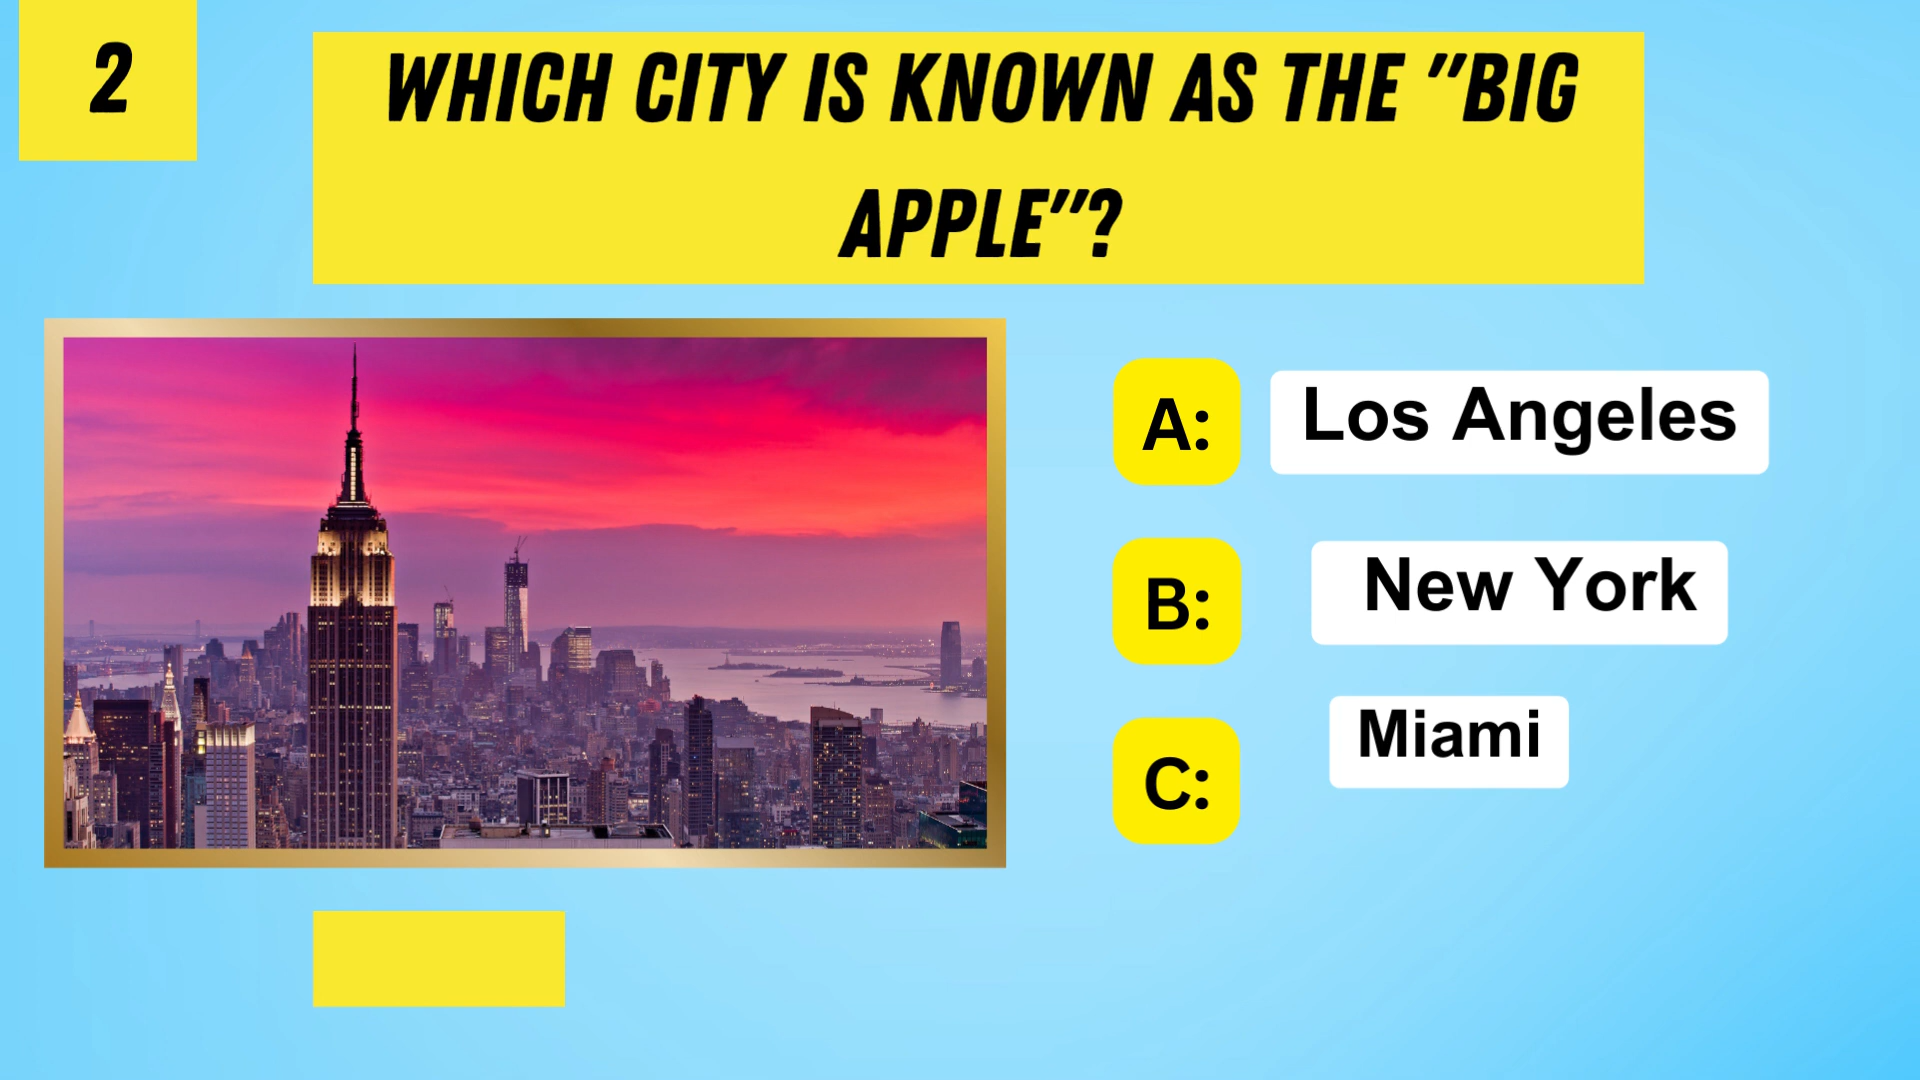 2
WHICH CITY IS KNOWN AS THE "BIG
APPLE"?
A: Los Angeles
B: New York
C: Miami